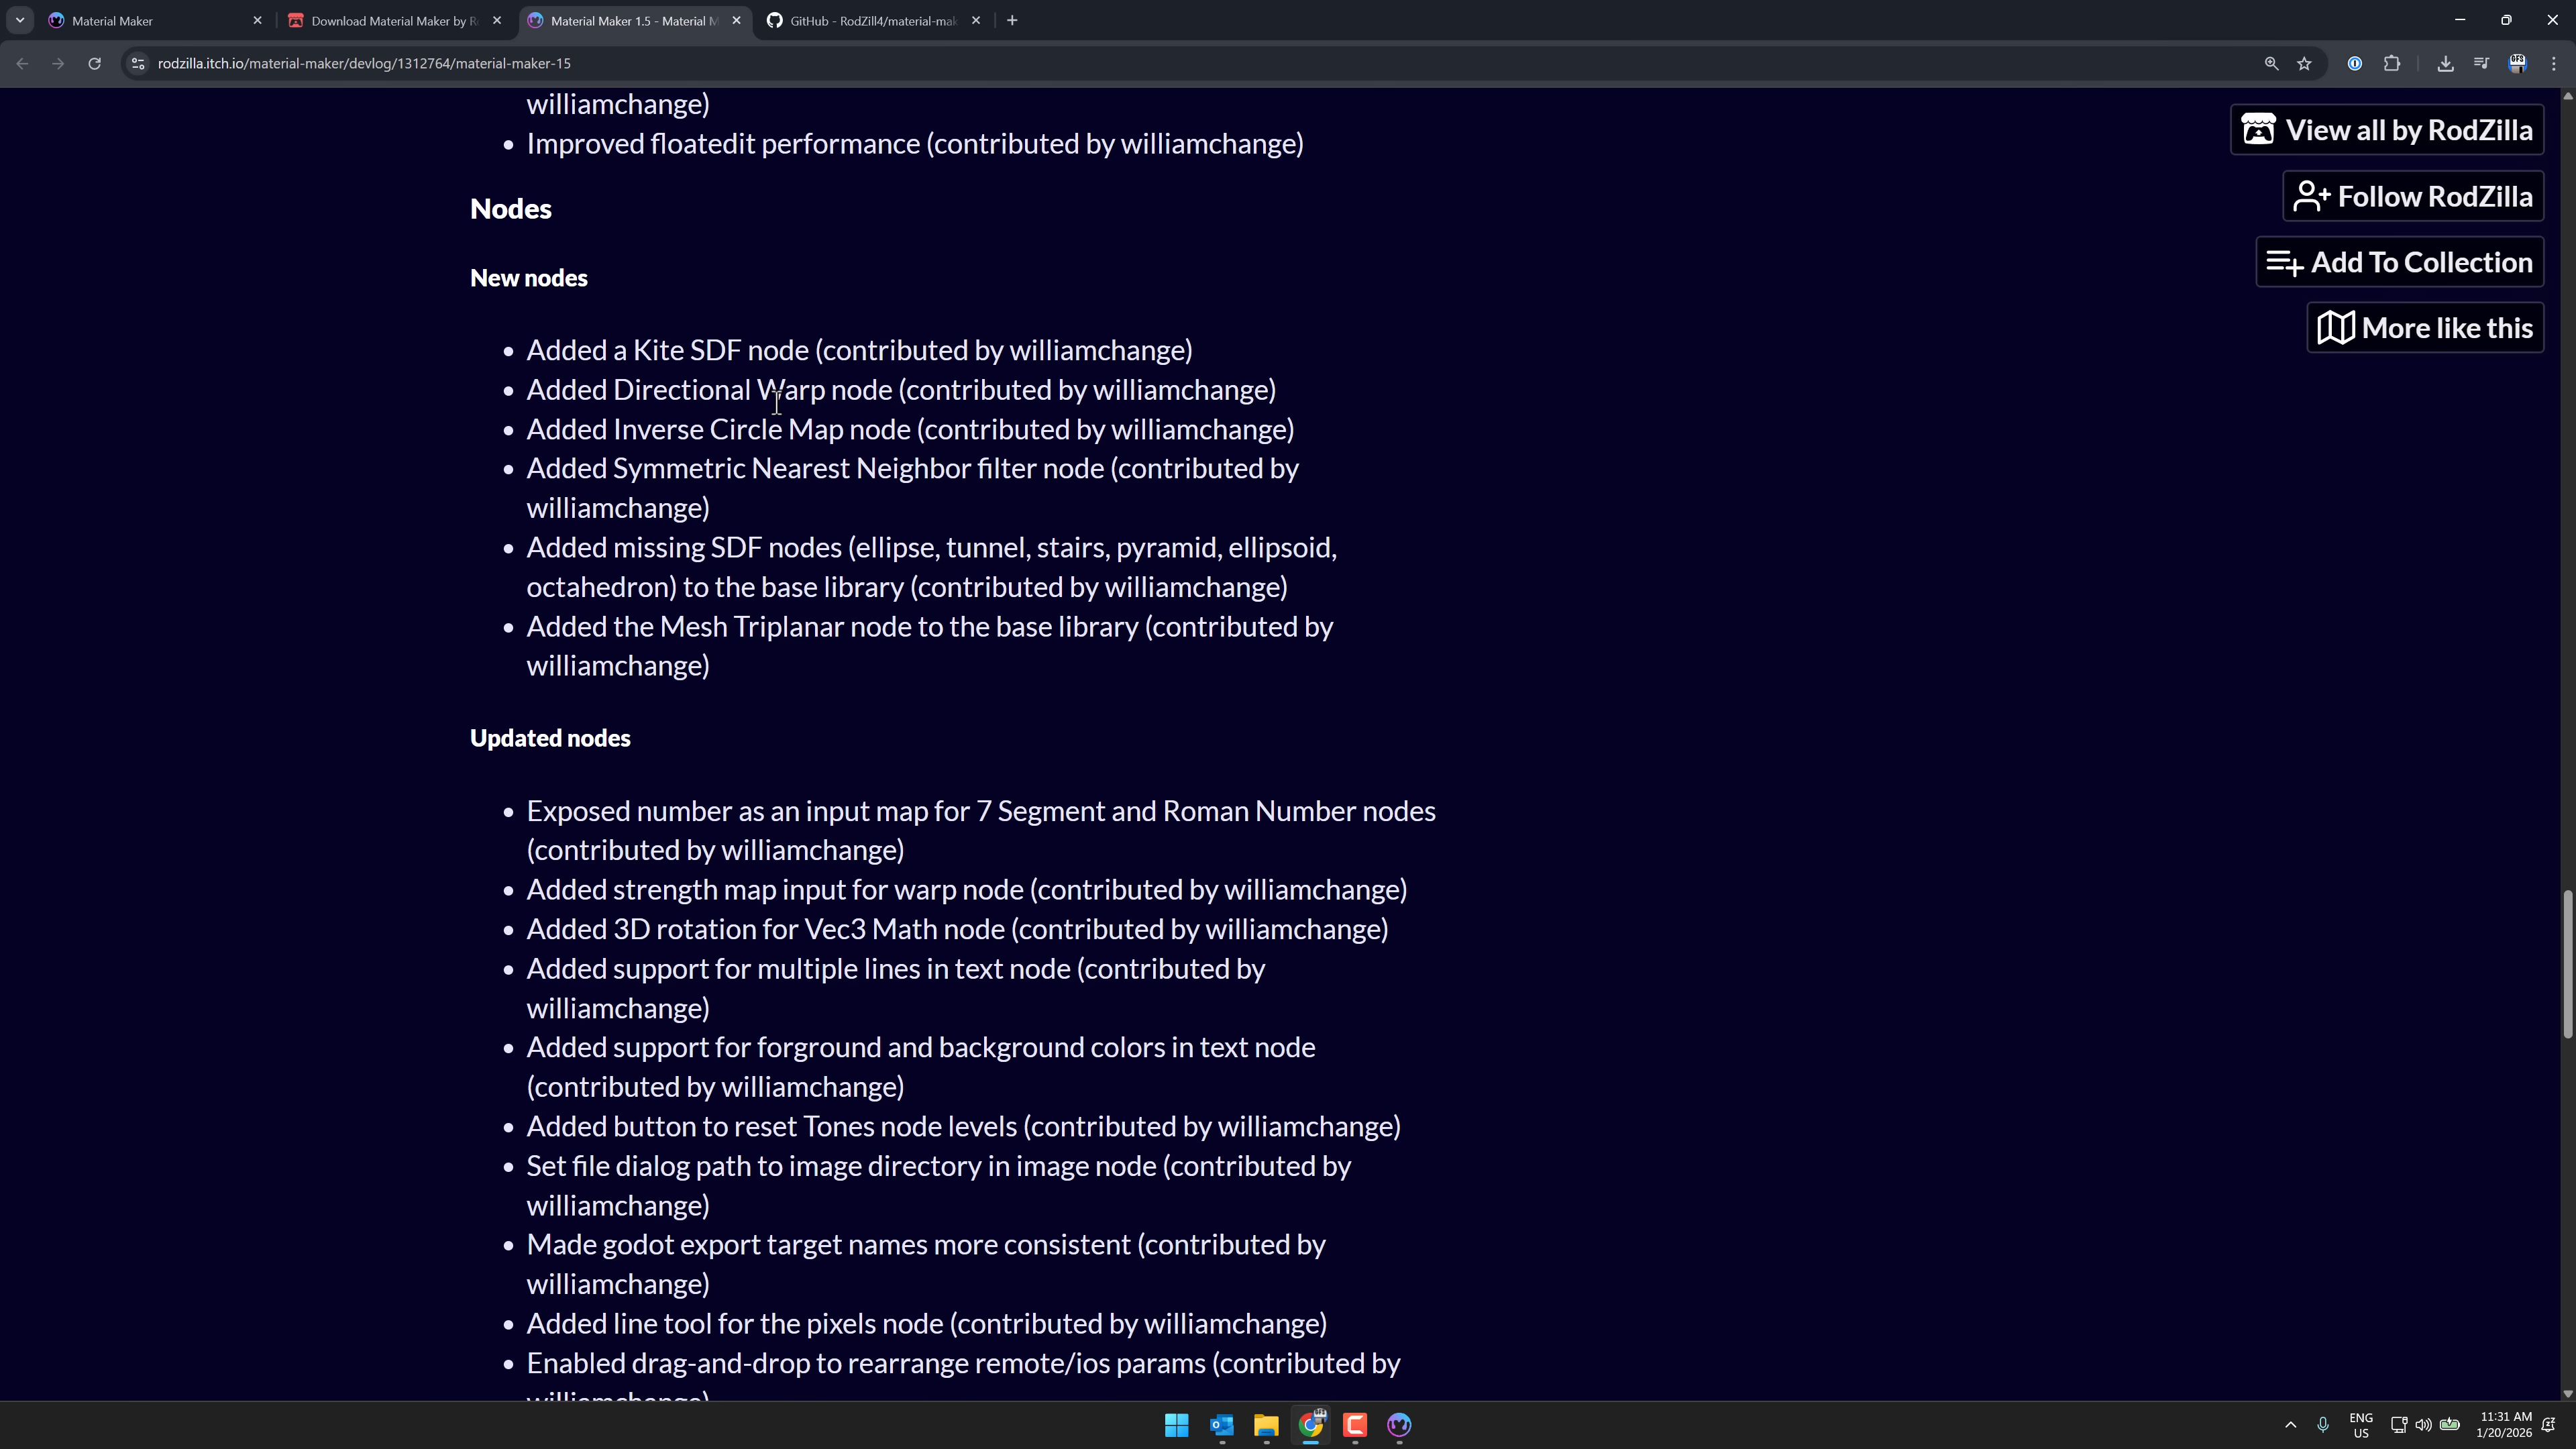 Material Maker
Download Material Maker by R
Material Maker 1.5 - Material M
GitHub - RodZill4/material-mak
rodzilla.itch.io/material-maker/devlog/1312764/material-maker-15
williamchange)
• Improved floatedit performance (contributed by williamchange)
Nodes
New nodes
• Added a Kite SDF node (contributed by williamchange)
• Added Directional Warp node (contributed by williamchange)
• Added Inverse Circle Map node (contributed by williamchange)
• Added Symmetric Nearest Neighbor filter node (contributed by
williamchange)
• Added missing SDF nodes (ellipse, tunnel, stairs, pyramid, ellipsoid,
octahedron) to the base library (contributed by williamchange)
• Added the Mesh Triplanar node to the base library (contributed by
williamchange)
Updated nodes
• Exposed number as an input map for 7 Segment and Roman Number nodes
(contributed by williamchange)
• Added strength map input for warp node (contributed by williamchange)
• Added 3D rotation for Vec3 Math node (contributed by williamchange)
• Added support for multiple lines in text node (contributed by
williamchange)
• Added support for forground and background colors in text node
(contributed by williamchange)
• Added button to reset Tones node levels (contributed by williamchange)
• Set file dialog path to image directory in image node (contributed by
williamchange)
• Made godot export target names more consistent (contributed by
williamchange)
• Added line tool for the pixels node (contributed by williamchange)
• Enabled drag-and-drop to rearrange remote/ios params (contributed by
williamchange)
View all by RodZilla
Follow RodZilla
Add To Collection
More like this
ENG
US
11:31 AM
1/20/2026